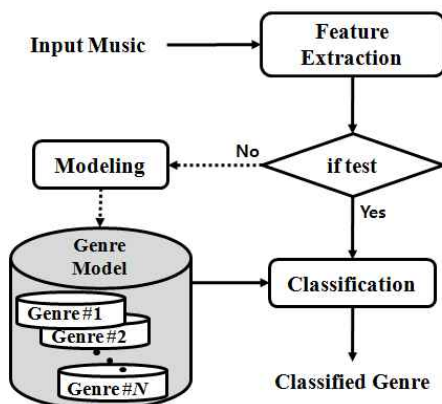 Input Music
Feature
Extraction
if test
No
Yes
Modeling
Genre
Model
Genre#1
Genre#2
Genre#N
Classification
Classified Genre